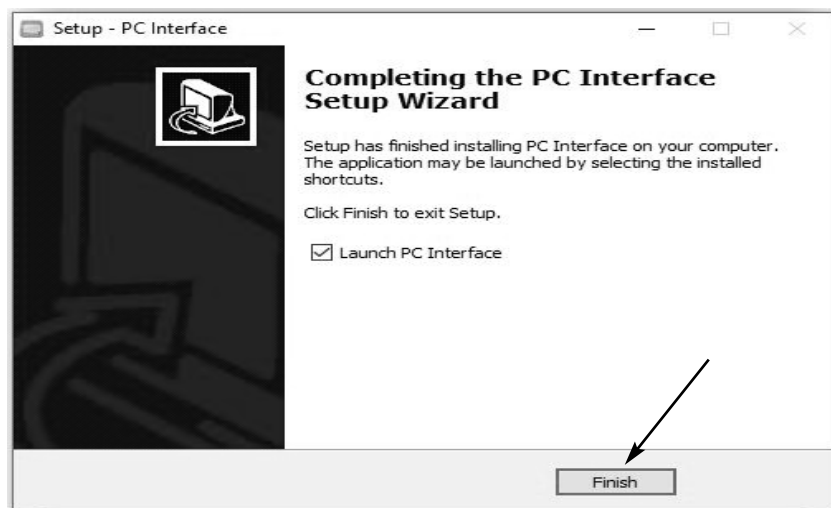 Setup - PC Interface
Completing the PC Interface
Setup Wizard
Setup has finished installing PC Interface on your computer.
The application may be launched by selecting the installed
shortcuts.
Click Finish to exit Setup.
Launch PC Interface
Finish